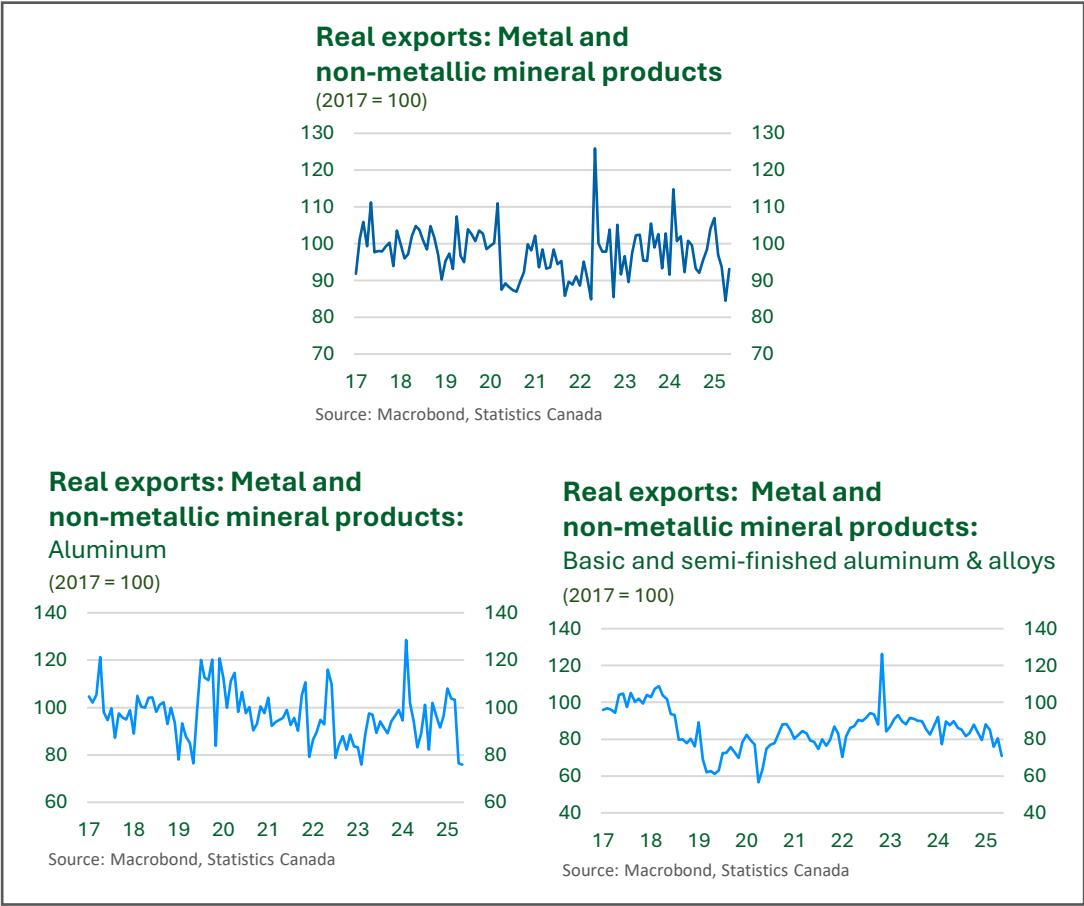 Real exports: Metal and
non-metallic mineral products
(2017 = 100)
130 130
120 120
110 110
100 100
90 90
80 80
70 70
17 18 19 20 21 22 23 24 25
Source: Macrobond, Statistics Canada
Real exports: Metal and
non-metallic mineral products:
Aluminum
(2017 = 100)
140 140
120 120
100 100
80 80
60 60
17 18 19 20 21 22 23 24 25
Source: Macrobond, Statistics Canada
Real exports:  Metal and
non-metallic mineral products:
Basic and semi-finished aluminum & alloys
(2017 = 100)
140 140
120 120
100 100
80 80
60 60
40 40
17 18 19 20 21 22 23 24 25
Source: Macrobond, Statistics Canada